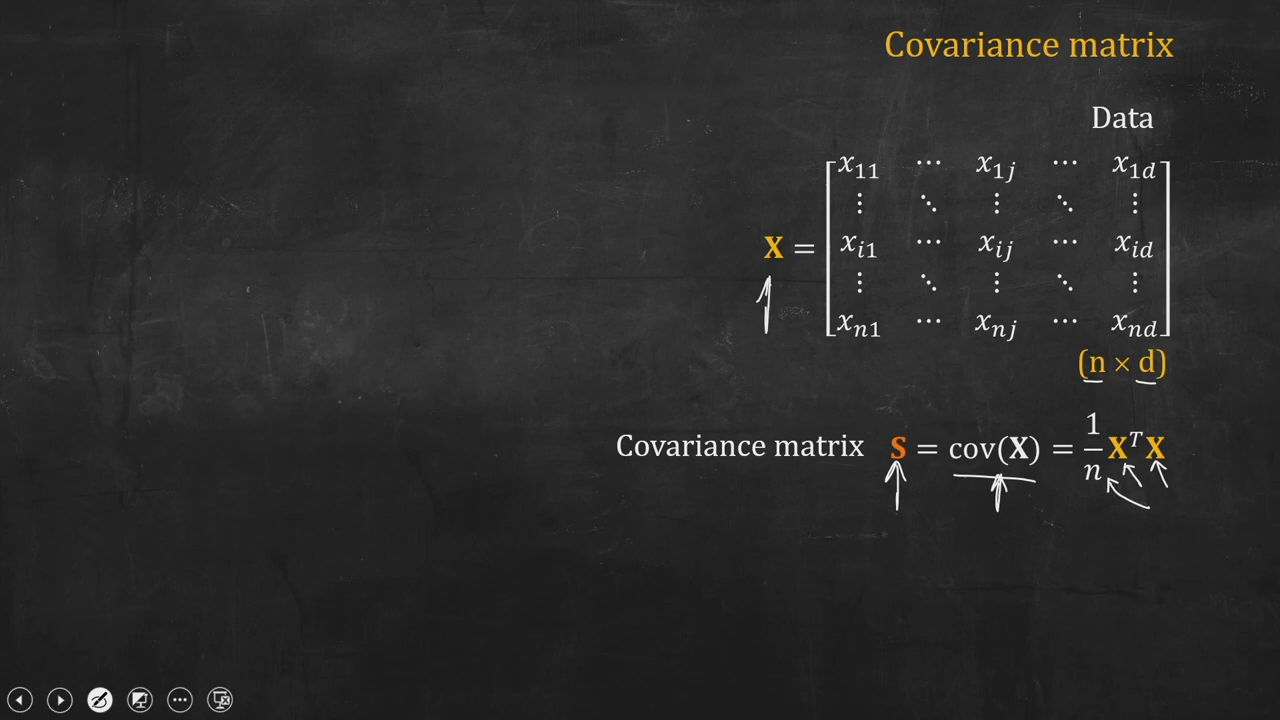 Covariance matrix
Data
X = [ x₁₁ ⋯ x₁ⱼ ⋯ x₁d
⋮ ⋱ ⋮ ⋱ ⋮
xᵢ₁ ⋯ xᵢⱼ ⋯ xᵢd
⋮ ⋱ ⋮ ⋱ ⋮
xₙ₁ ⋯ xₙⱼ ⋯ xₙd ]
(n × d)
Covariance matrix S = cov(X) = 1/n XᵀX